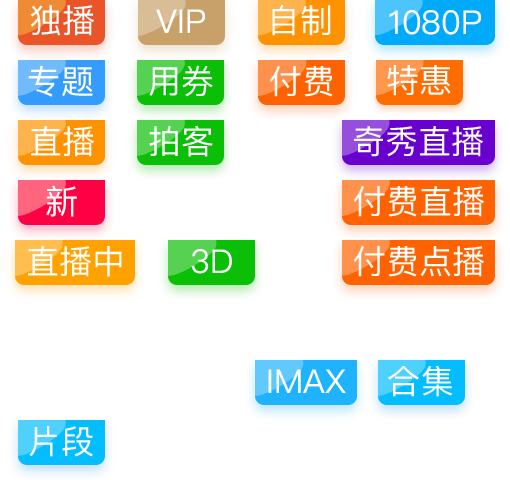 独播 VIP 自制 1080P
专题 用券 付费 特惠
直播 拍客 奇秀直播
新 付费直播
直播中 3D 付费点播
IMAX 合集
片段